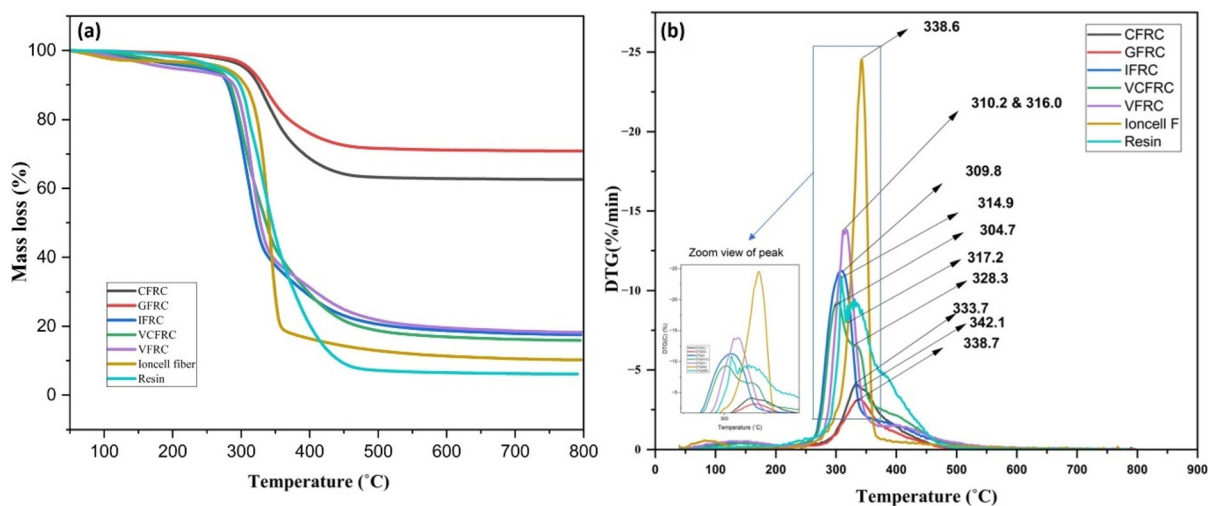 (a)
100
80
60
40
20
0
Mass loss (%)
CFRC
GFRC
IFRC
VCFRC
VFRC
Ioncell fiber
Resin
100
200
300
400
500
600
700
800
Temperature (˚C)
(b)
−25
−20
−15
−10
−5
0
DTG(%/min)
338.6
310.2 & 316.0
309.8
314.9
304.7
317.2
328.3
333.7
342.1
338.7
CFRC
GFRC
IFRC
VCFRC
VFRC
Ioncell F
Resin
Zoom view of peak
300
Temperature (˚C)
0
100
200
300
400
500
600
700
800
900
Temperature (˚C)